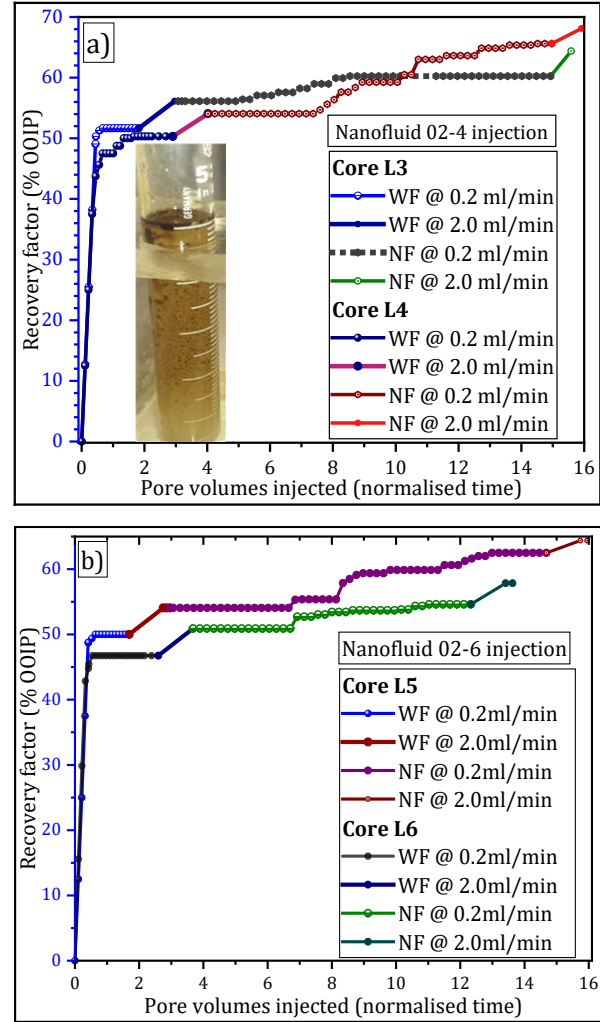 a)
70
60
50
40
30
20
10
0
Recovery factor (% OOIP)
0 2 4 6 8 10 12 14 16
Pore volumes injected (normalised time)
GERMANY
5
Nanofluid 02-4 injection
Core L3
WF @ 0.2 ml/min
WF @ 2.0 ml/min
NF @ 0.2 ml/min
NF @ 2.0 ml/min
Core L4
WF @ 0.2 ml/min
WF @ 2.0 ml/min
NF @ 0.2 ml/min
NF @ 2.0 ml/min
b)
60
50
40
30
20
10
0
Recovery factor (% OOIP)
0 2 4 6 8 10 12 14 16
Pore volumes injected (normalised time)
Nanofluid 02-6 injection
Core L5
WF @ 0.2ml/min
WF @ 2.0ml/min
NF @ 0.2ml/min
NF @ 2.0ml/min
Core L6
WF @ 0.2ml/min
WF @ 2.0ml/min
NF @ 0.2ml/min
NF @ 2.0ml/min